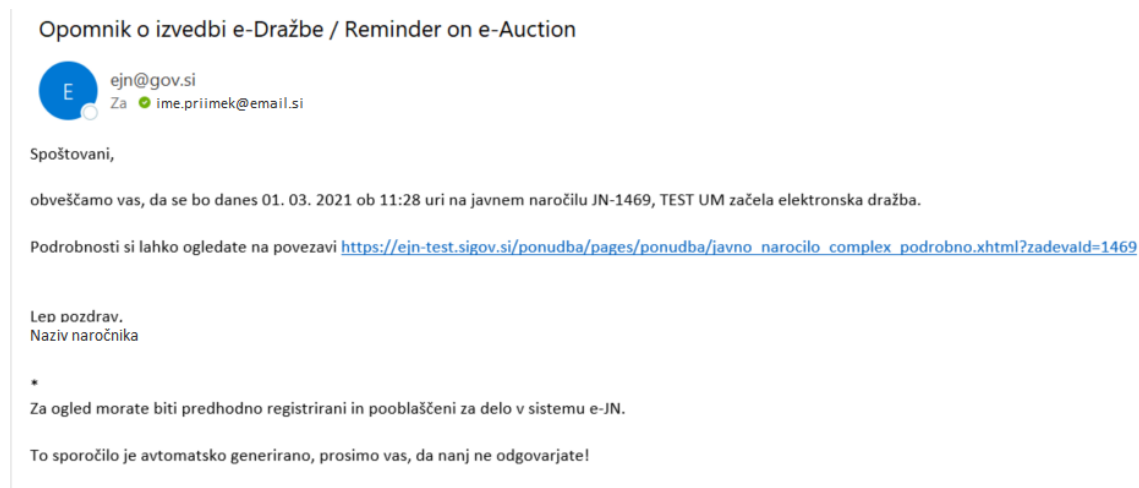 Opomnik o izvedbi e-Dražbe / Reminder on e-Auction
E
ejn@gov.si
Za ime.priimek@email.si
Spoštovani,
obveščamo vas, da se bo danes 01. 03. 2021 ob 11:28 uri na javnem naročilu JN-1469, TEST UM začela elektronska dražba.
Podrobnosti si lahko ogledate na povezavi https://ejn-test.sigov.si/ponudba/pages/ponudba/javno_narocilo_complex_podrobno.xhtml?zadevaId=1469
Lep pozdrav,
Naziv naročnika
*
Za ogled morate biti predhodno registrirani in pooblaščeni za delo v sistemu e-JN.
To sporočilo je avtomatsko generirano, prosimo vas, da nanj ne odgovarjate!